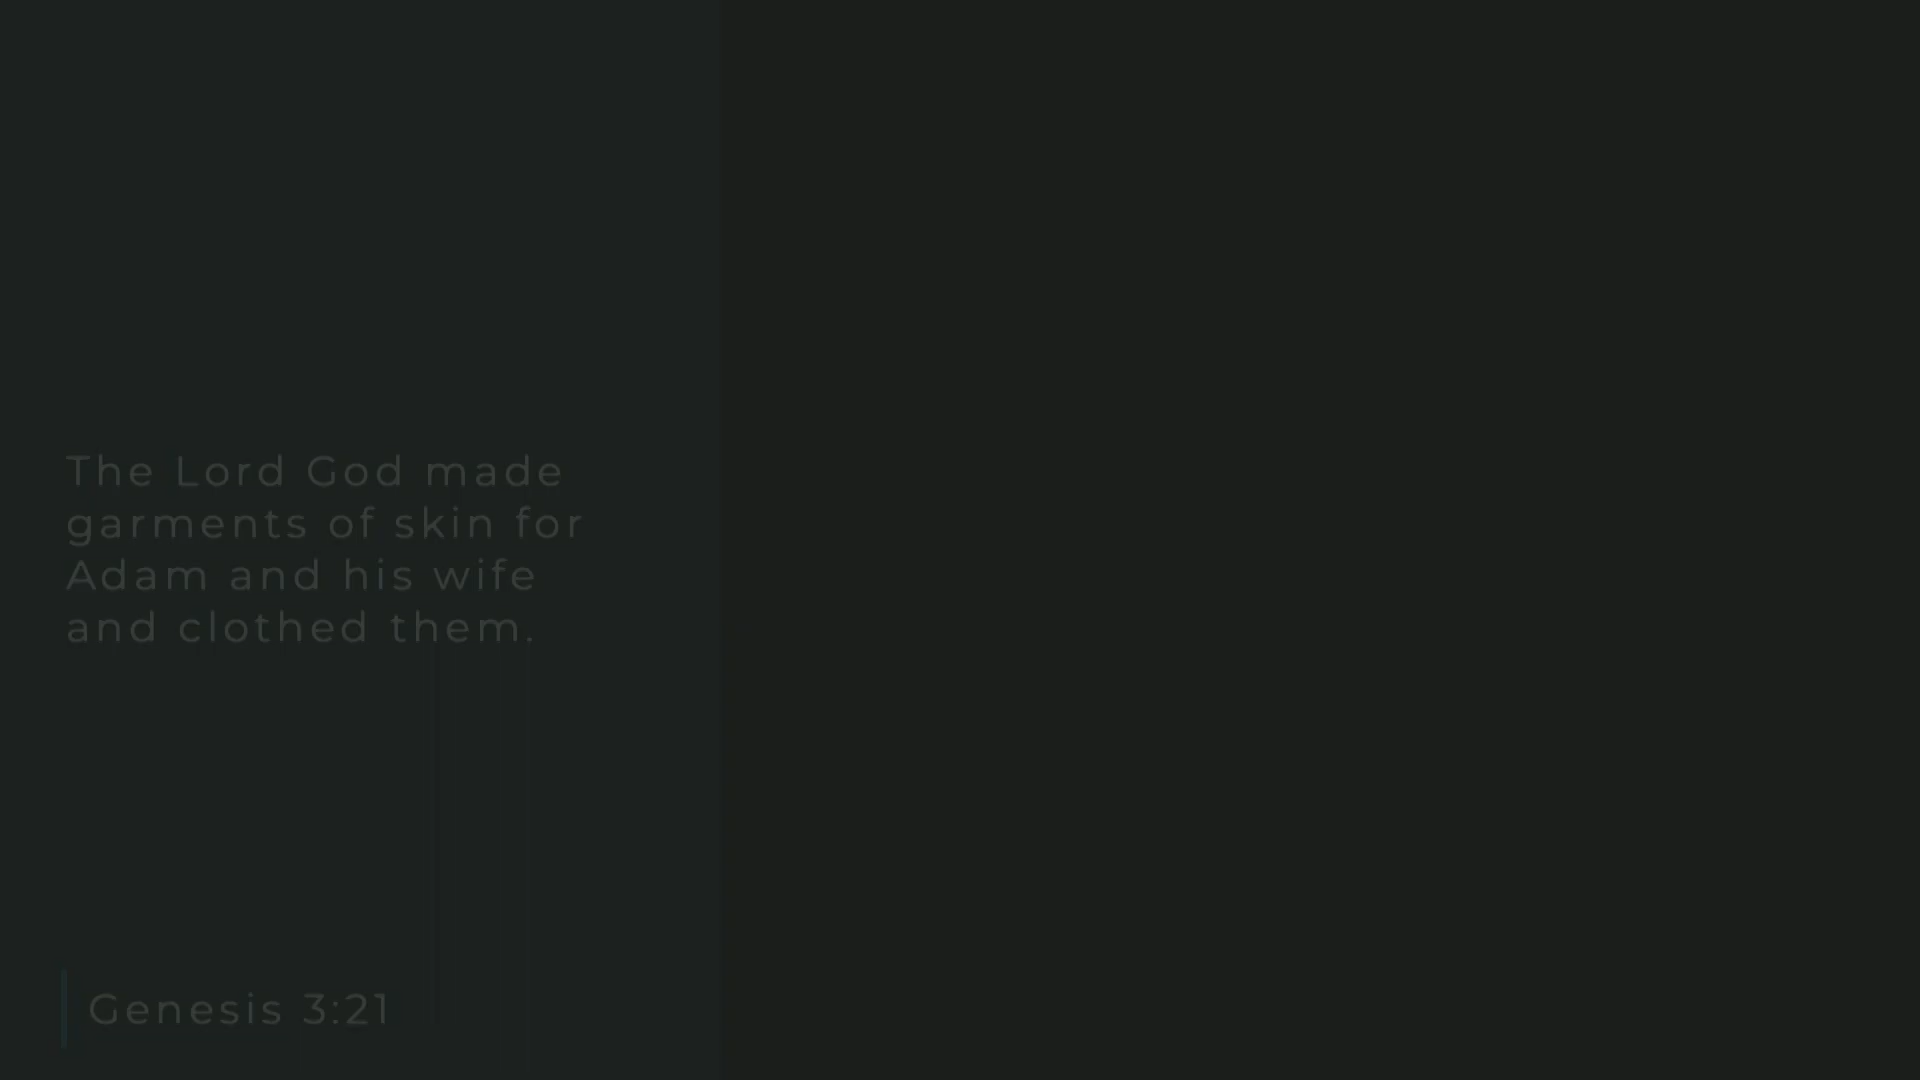 The Lord God made
garments of skin for
Adam and his wife
and clothed them.
Genesis 3:21